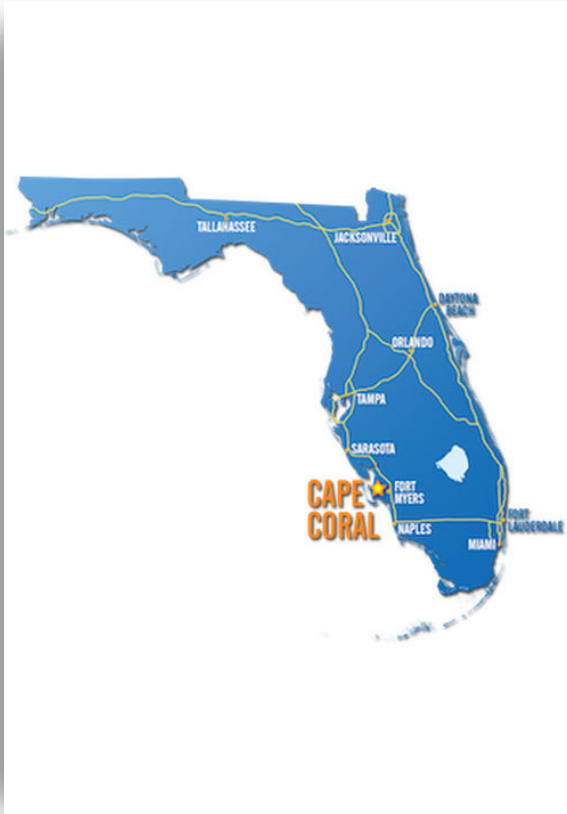 TALLAHASSEE
JACKSONVILLE
DAYTONA
BEACH
ORLANDO
TAMPA
SARASOTA
CAPE
CORAL
FORT
MYERS
NAPLES
FORT
LAUDERDALE
MIAMI